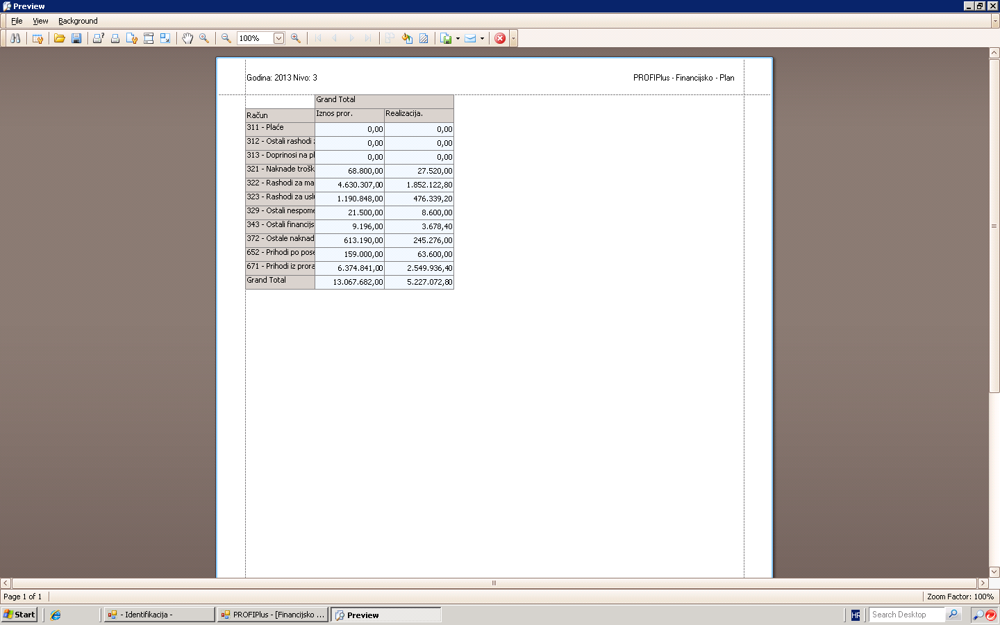 Preview
File View Background
100%
Godina: 2013 Nivo: 3 PROFIPlus - Financijsko - Plan
Grand Total
Račun Iznos pror. Realizacija.
311 - Plaće 0,00 0,00
312 - Ostali rashodi z 0,00 0,00
313 - Doprinosi na pl 0,00 0,00
321 - Naknade trošk 68.800,00 27.520,00
322 - Rashodi za ma 4.630.307,00 1.852.122,80
323 - Rashodi za uslu 1.190.848,00 476.339,20
329 - Ostali nespome 21.500,00 8.600,00
343 - Ostali financijs 9.196,00 3.678,40
372 - Ostale naknad 613.190,00 245.276,00
652 - Prihodi po pose 159.000,00 63.600,00
671 - Prihodi iz prora 6.374.841,00 2.549.936,40
Grand Total 13.067.682,00 5.227.072,80
Page 1 of 1 Zoom Factor: 100%
Start - Identifikacija - PROFIPlus - [Financijsko ... Preview HR Search Desktop